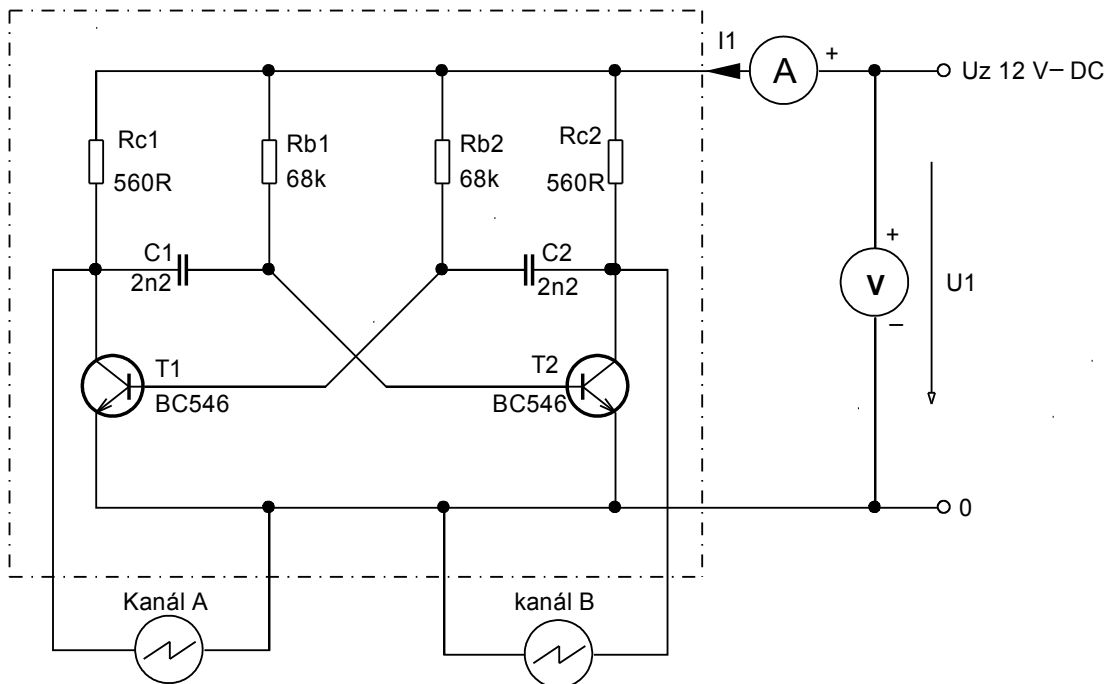 I1
+
A
Uz 12 V– DC
Rc1
560R
Rb1
68k
Rb2
68k
Rc2
560R
C1
2n2
C2
2n2
+
V
–
U1
T1
BC546
T2
BC546
0
Kanál A
kanál B